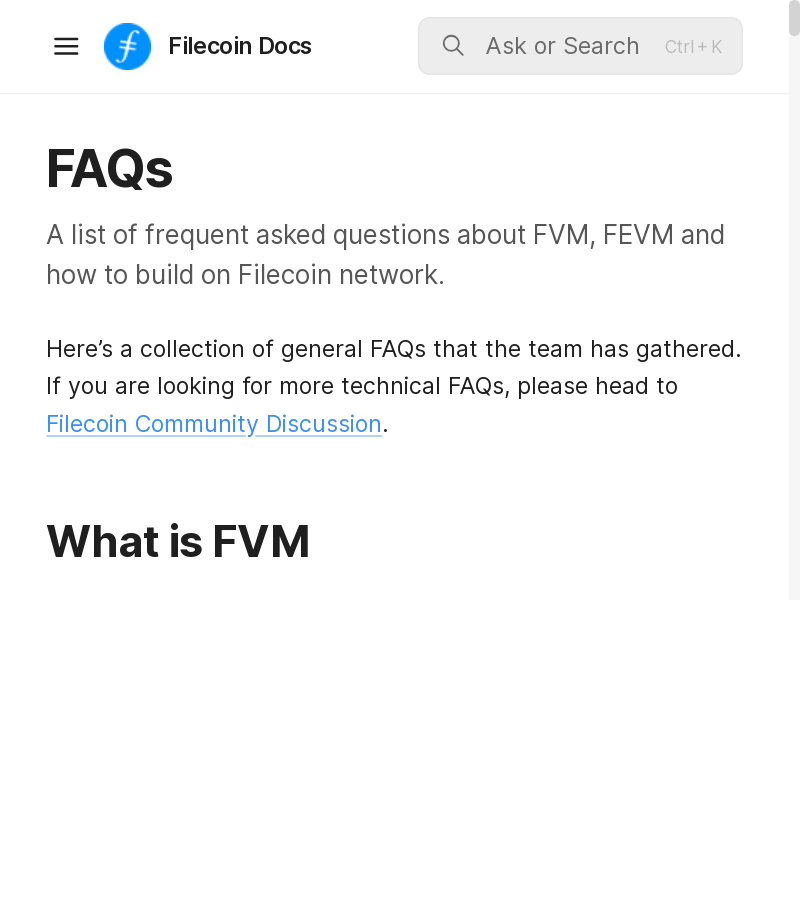 Filecoin Docs
Ask or Search Ctrl + K
FAQs
A list of frequent asked questions about FVM, FEVM and
how to build on Filecoin network.
Here’s a collection of general FAQs that the team has gathered.
If you are looking for more technical FAQs, please head to
Filecoin Community Discussion.
What is FVM